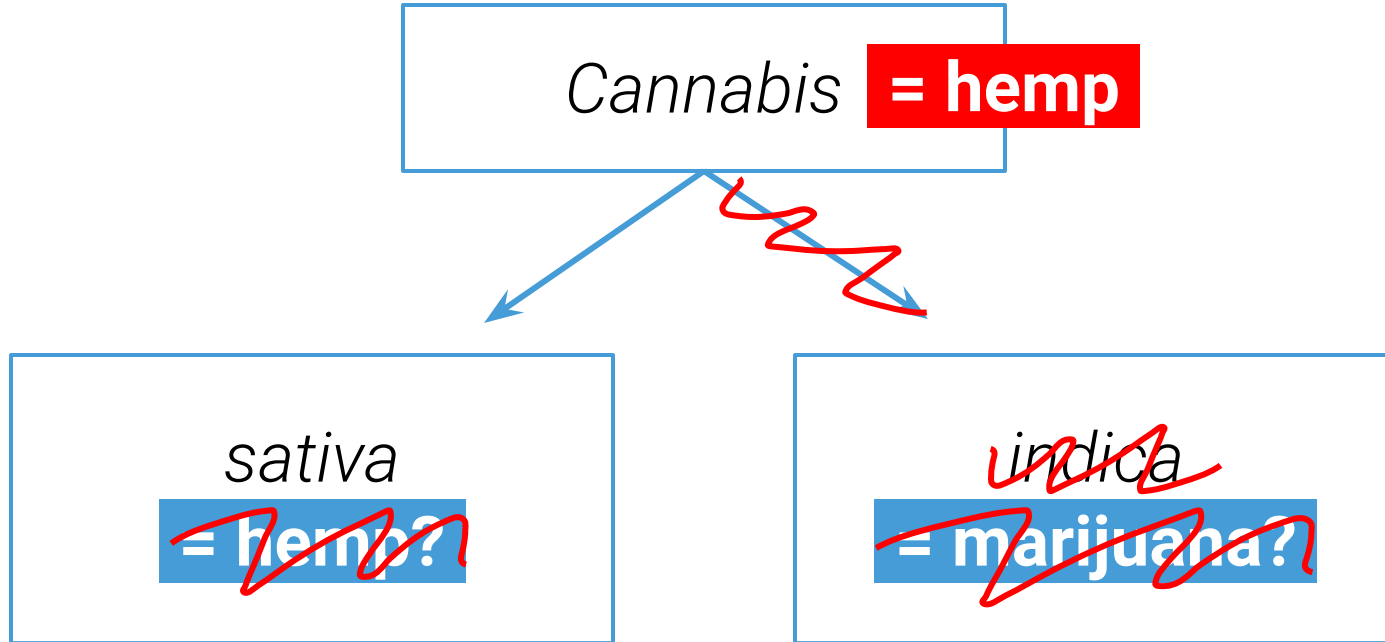 Cannabis = hemp
sativa
= hemp?
indica
= marijuana?